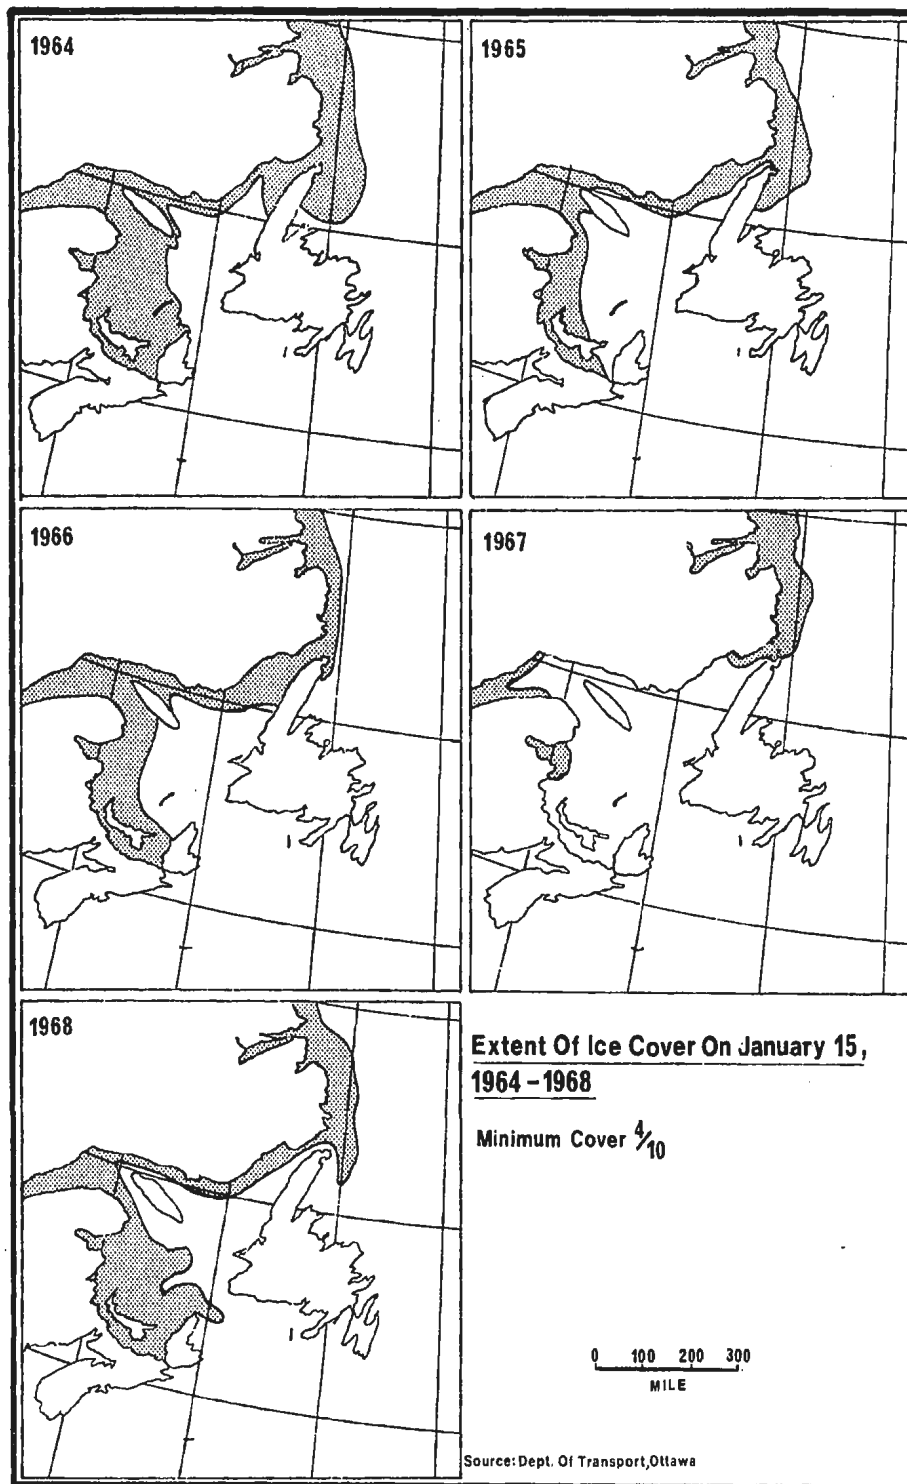 1964
1965
1966
1967
1968
Extent Of Ice Cover On January 15,
1964-1968
Minimum Cover 4/10
0 100 200 300
MILE
Source: Dept. Of Transport, Ottawa